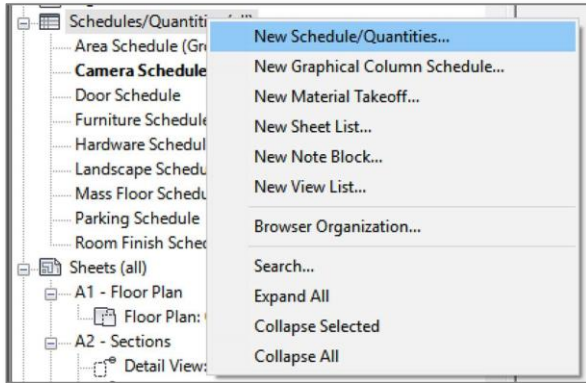 Schedules/Quantiti
Area Schedule (Gr
Camera Schedule
Door Schedule
Furniture Schedul
Hardware Schedul
Landscape Schedu
Mass Floor Schedu
Parking Schedule
Room Finish Sched
Sheets (all)
A1 - Floor Plan
Floor Plan:
A2 - Sections
Detail View:
New Schedule/Quantities...
New Graphical Column Schedule...
New Material Takeoff...
New Sheet List...
New Note Block...
New View List...
Browser Organization...
Search...
Expand All
Collapse Selected
Collapse All